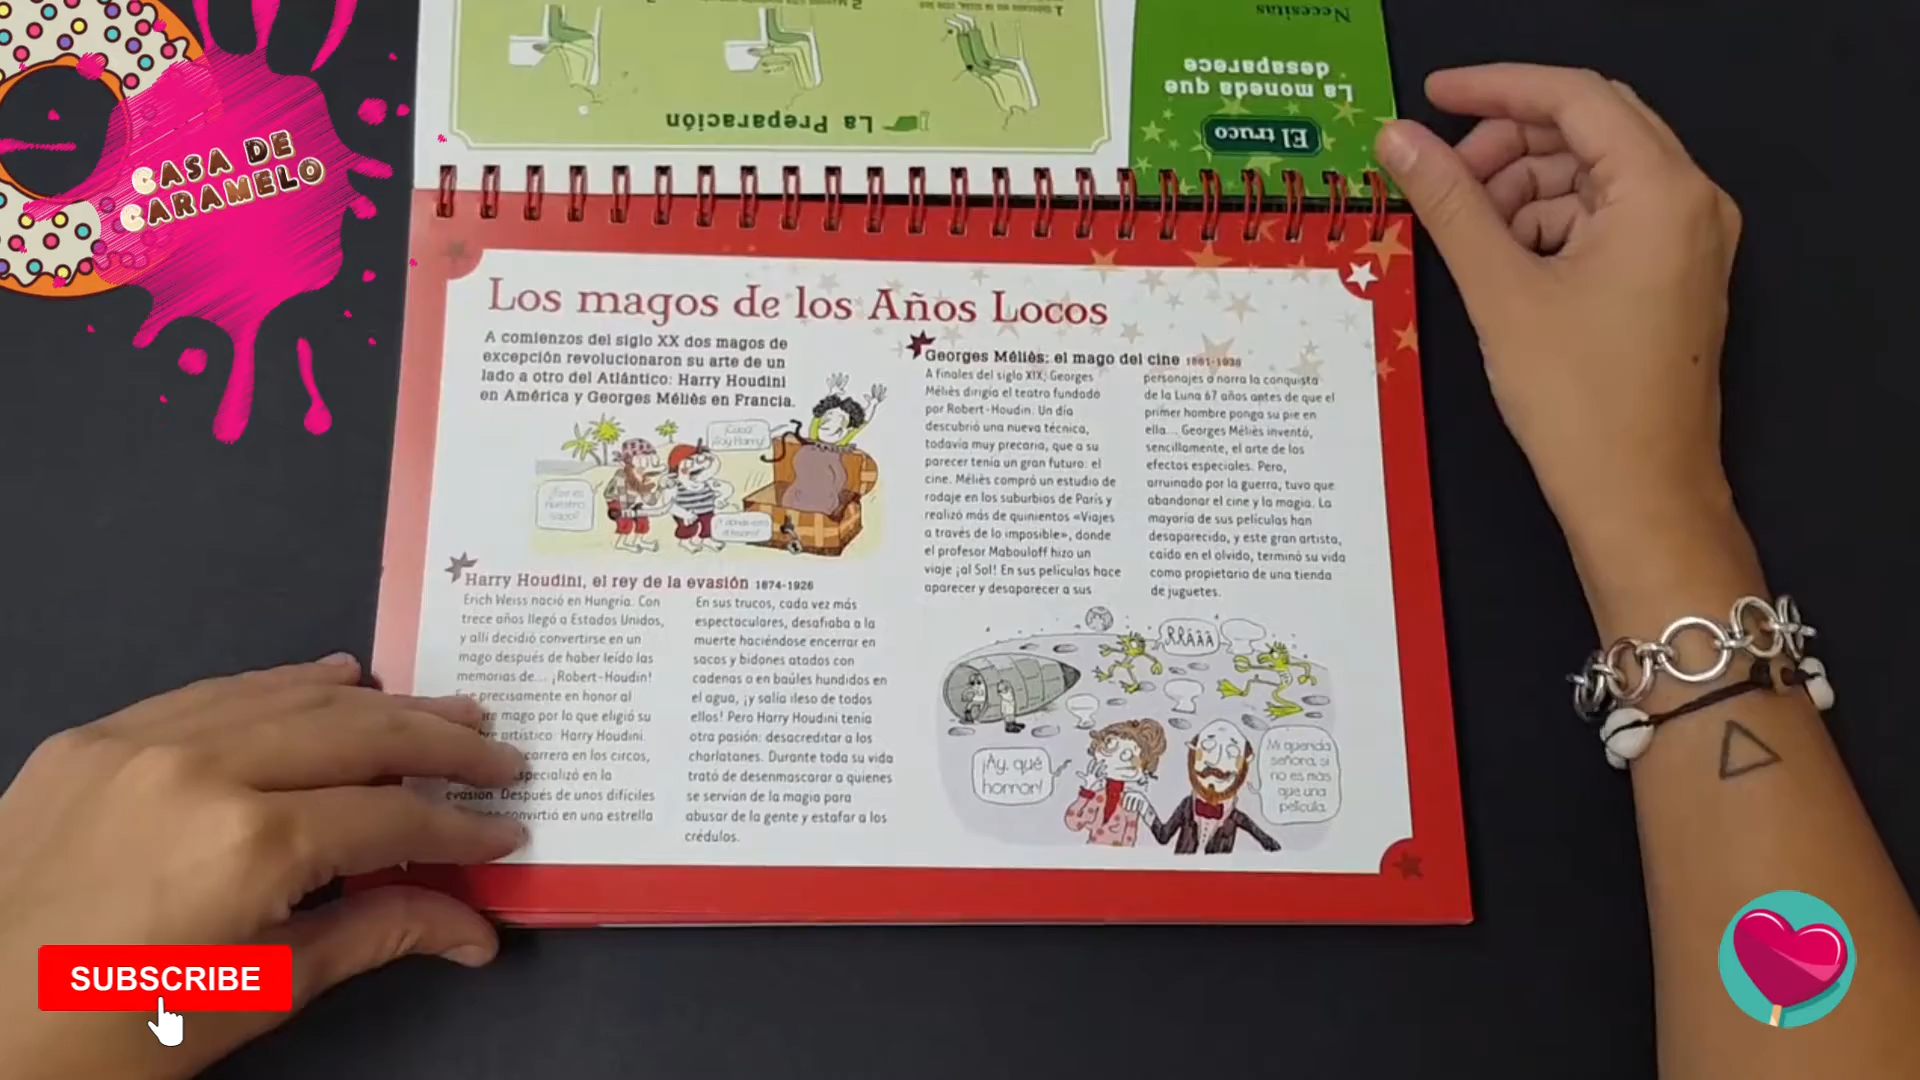 CASA DE
CARAMELO
Necesitas
La moneda que
desaparece
El truco
La Preparación
Los magos de los Años Locos
A comienzos del siglo XX dos magos de
excepción revolucionaron su arte de un
lado a otro del Atlántico: Harry Houdini
en América y Georges Méliès en Francia.
¡Soy Harry!
Harry Houdini, el rey de la evasión 1874-1926
Erich Weiss nació en Hungría. Con
trece años llegó a Estados Unidos,
y allí decidió convertirse en un
mago después de haber leído las
memorias de... ¡Robert-Houdin!
precisamente en honor al
mago por lo que eligió su
artístico: Harry Houdini.
carrera en los circos,
especializó en la
evasión. Después de unos difíciles
convirtió en una estrella
En sus trucos, cada vez más
espectaculares, desafiaba a la
muerte haciéndose encerrar en
sacos y bidones atados con
cadenas o en baúles hundidos en
el agua, ¡y salía ileso de todos
ellos! Pero Harry Houdini tenía
otra pasión: desacreditar a los
charlatanes. Durante toda su vida
trató de desenmascarar a quienes
se servían de la magia para
abusar de la gente y estafar a los
crédulos.
Georges Méliès: el mago del cine 1861-1938
A finales del siglo XIX, Georges
Méliès dirigía el teatro fundado
por Robert-Houdin. Un día
descubrió una nueva técnica,
todavía muy precaria, que a su
parecer tenía un gran futuro: el
cine. Méliès compró un estudio de
rodaje en los suburbios de París y
realizó más de quinientos «Viajes
a través de lo imposible», donde
el profesor Mabouloff hizo un
viaje ¡al Sol! En sus películas hace
aparecer y desaparecer a sus
personajes o narra la conquista
de la Luna 67 años antes de que el
primer hombre ponga su pie en
ella... Georges Méliès inventó,
sencillamente, el arte de los
efectos especiales. Pero,
arruinado por la guerra, tuvo que
abandonar el cine y la magia. La
mayoría de sus películas han
desaparecido, y este gran artista,
caído en el olvido, terminó su vida
como propietario de una tienda
de juguetes.
RRÄÄÄ
¡Ay, qué
horror!
Mi querida
señora, si
no es más
que una
película.
SUBSCRIBE